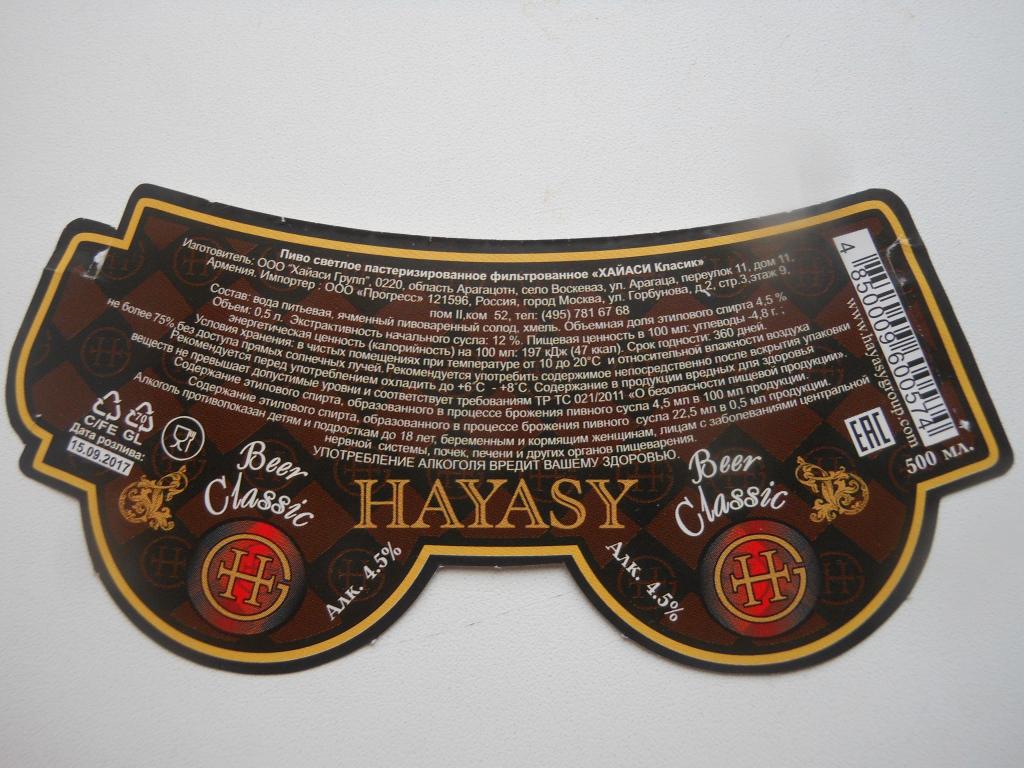 Пиво светлое пастеризированное фильтрованное «ХАЙАСИ Класик»
Изготовитель: ООО "Хайаси Групп", 0220, область Арагацотн, село Воскеваз, ул. Арагаца, переулок 11, дом 11.
Армения. Импортер : ООО «Прогресс» 121596, Россия, город Москва, ул. Горбунова, д.2, стр.3,этаж 9,
пом II,ком 52, тел: (495) 781 67 68
Состав: вода питьевая, ячменный пивоваренный солод, хмель. Объемная доля этилового спирта 4,5 %
Объем: 0,5 л. Экстрактивность начального сусла: 12 %. Пищевая ценность в 100 мл: углеводы -4,8 г. ;
энергетическая ценность (калорийность) на 100 мл: 197 кДж (47 ккал). Срок годности: 360 дней.
Условия хранения: в чистых помещениях при температуре от 10 до 20˚С и относительной влажности воздуха
не более 75% без доступа прямых солнечных лучей. Рекомендуется употребить содержимое непосредственно после вскрытия упаковки
Рекомендуется перед употреблением охладить до +6˚С - +8˚С. Содержание в продукции вредных для здоровья
веществ не превышает допустимые уровни и соответствует требованиям ТР ТС 021/2011 «О безопасности пищевой продукции».
Содержание этилового спирта, образованного в процессе брожения пивного сусла 4,5 мл в 100 мл продукции.
Содержание этилового спирта, образованного в процессе брожения пивного сусла 22,5 мл в 0,5 мл продукции.
Алкоголь противопоказан детям и подросткам до 18 лет, беременным и кормящим женщинам, лицам с заболеваниями центральной
нервной системы, почек, печени и других органов пищеварения.
УПОТРЕБЛЕНИЕ АЛКОГОЛЯ ВРЕДИТ ВАШЕМУ ЗДОРОВЬЮ.
70
C/FE GL
Дата розлива:
15.09.2017
Beer
Classic
HAYASY
Beer
Classic
Алк. 4.5%
Алк. 4.5%
HG
HG
4 850009 600574
www.hayasygroup.com
EAC
500 мл.